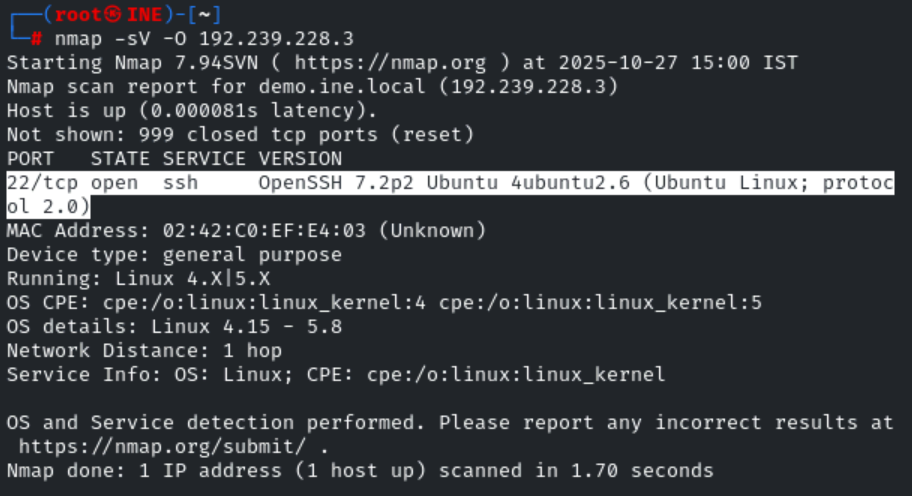 (root㉿INE)-[~]
# nmap -sV -O 192.239.228.3
Starting Nmap 7.94SVN ( https://nmap.org ) at 2025-10-27 15:00 IST
Nmap scan report for demo.ine.local (192.239.228.3)
Host is up (0.000081s latency).
Not shown: 999 closed tcp ports (reset)
PORT   STATE SERVICE VERSION
22/tcp open  ssh     OpenSSH 7.2p2 Ubuntu 4ubuntu2.6 (Ubuntu Linux; protoc
ol 2.0)
MAC Address: 02:42:C0:EF:E4:03 (Unknown)
Device type: general purpose
Running: Linux 4.X|5.X
OS CPE: cpe:/o:linux:linux_kernel:4 cpe:/o:linux:linux_kernel:5
OS details: Linux 4.15 - 5.8
Network Distance: 1 hop
Service Info: OS: Linux; CPE: cpe:/o:linux:linux_kernel
OS and Service detection performed. Please report any incorrect results at
 https://nmap.org/submit/ .
Nmap done: 1 IP address (1 host up) scanned in 1.70 seconds